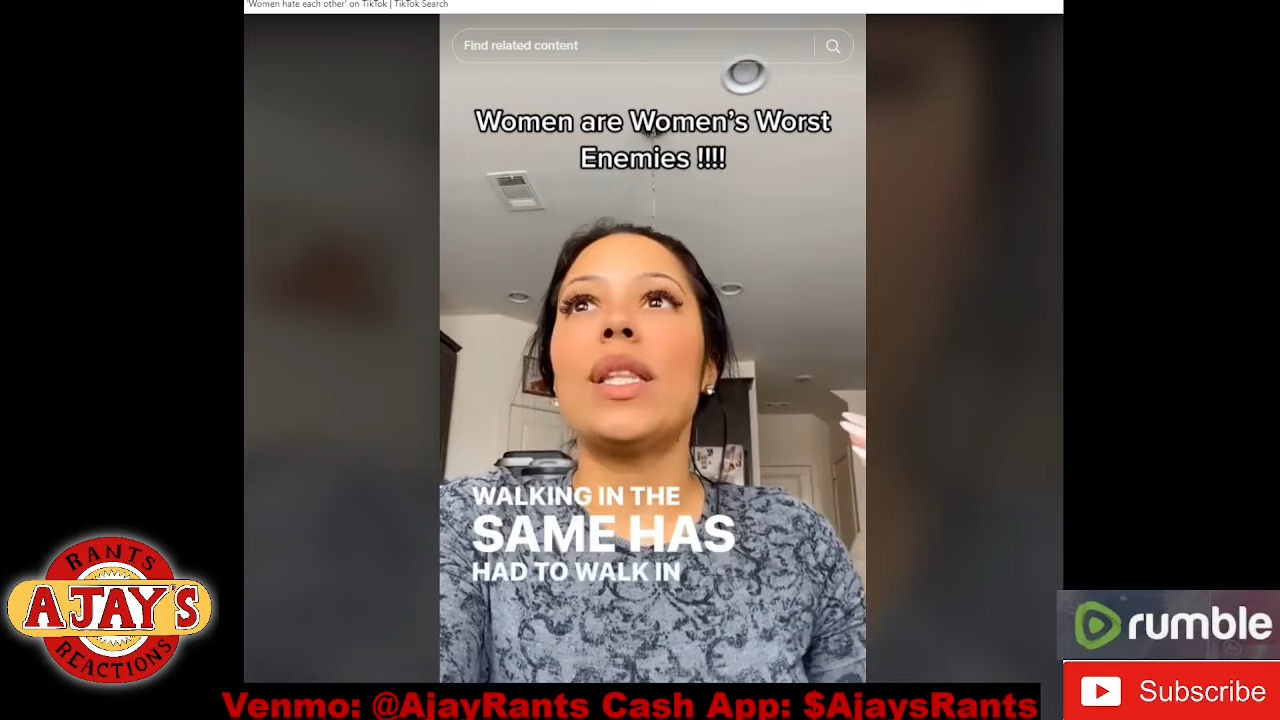 'Women hate each other' on TikTok | TikTok Search
Find related content
Women are Women's Worst
Enemies !!!!
WALKING IN THE
SAME HAS
HAD TO WALK IN
RANTS
AJAY'S
REACTIONS
rumble
Subscribe
Venmo: @AjayRants Cash App: $AjaysRants